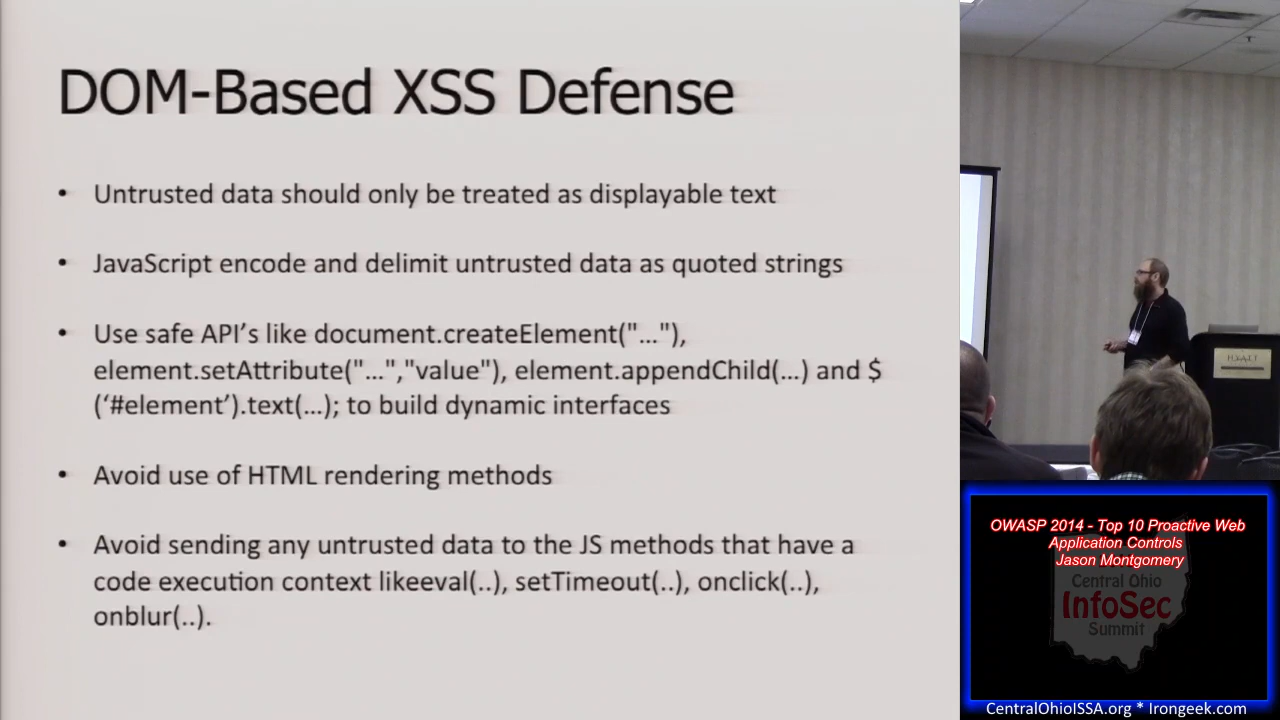 DOM-Based XSS Defense
• Untrusted data should only be treated as displayable text
• JavaScript encode and delimit untrusted data as quoted strings
• Use safe API’s like document.createElement("…"),
element.setAttribute("…","value"), element.appendChild(…) and $
(‘#element’).text(…); to build dynamic interfaces
• Avoid use of HTML rendering methods
• Avoid sending any untrusted data to the JS methods that have a
code execution context likeeval(..), setTimeout(..), onclick(..),
onblur(..).
HYATT
OWASP 2014 - Top 10 Proactive Web
Application Controls
Jason Montgomery
Central Ohio
InfoSec
Summit
CentralOhioISSA.org * Irongeek.com